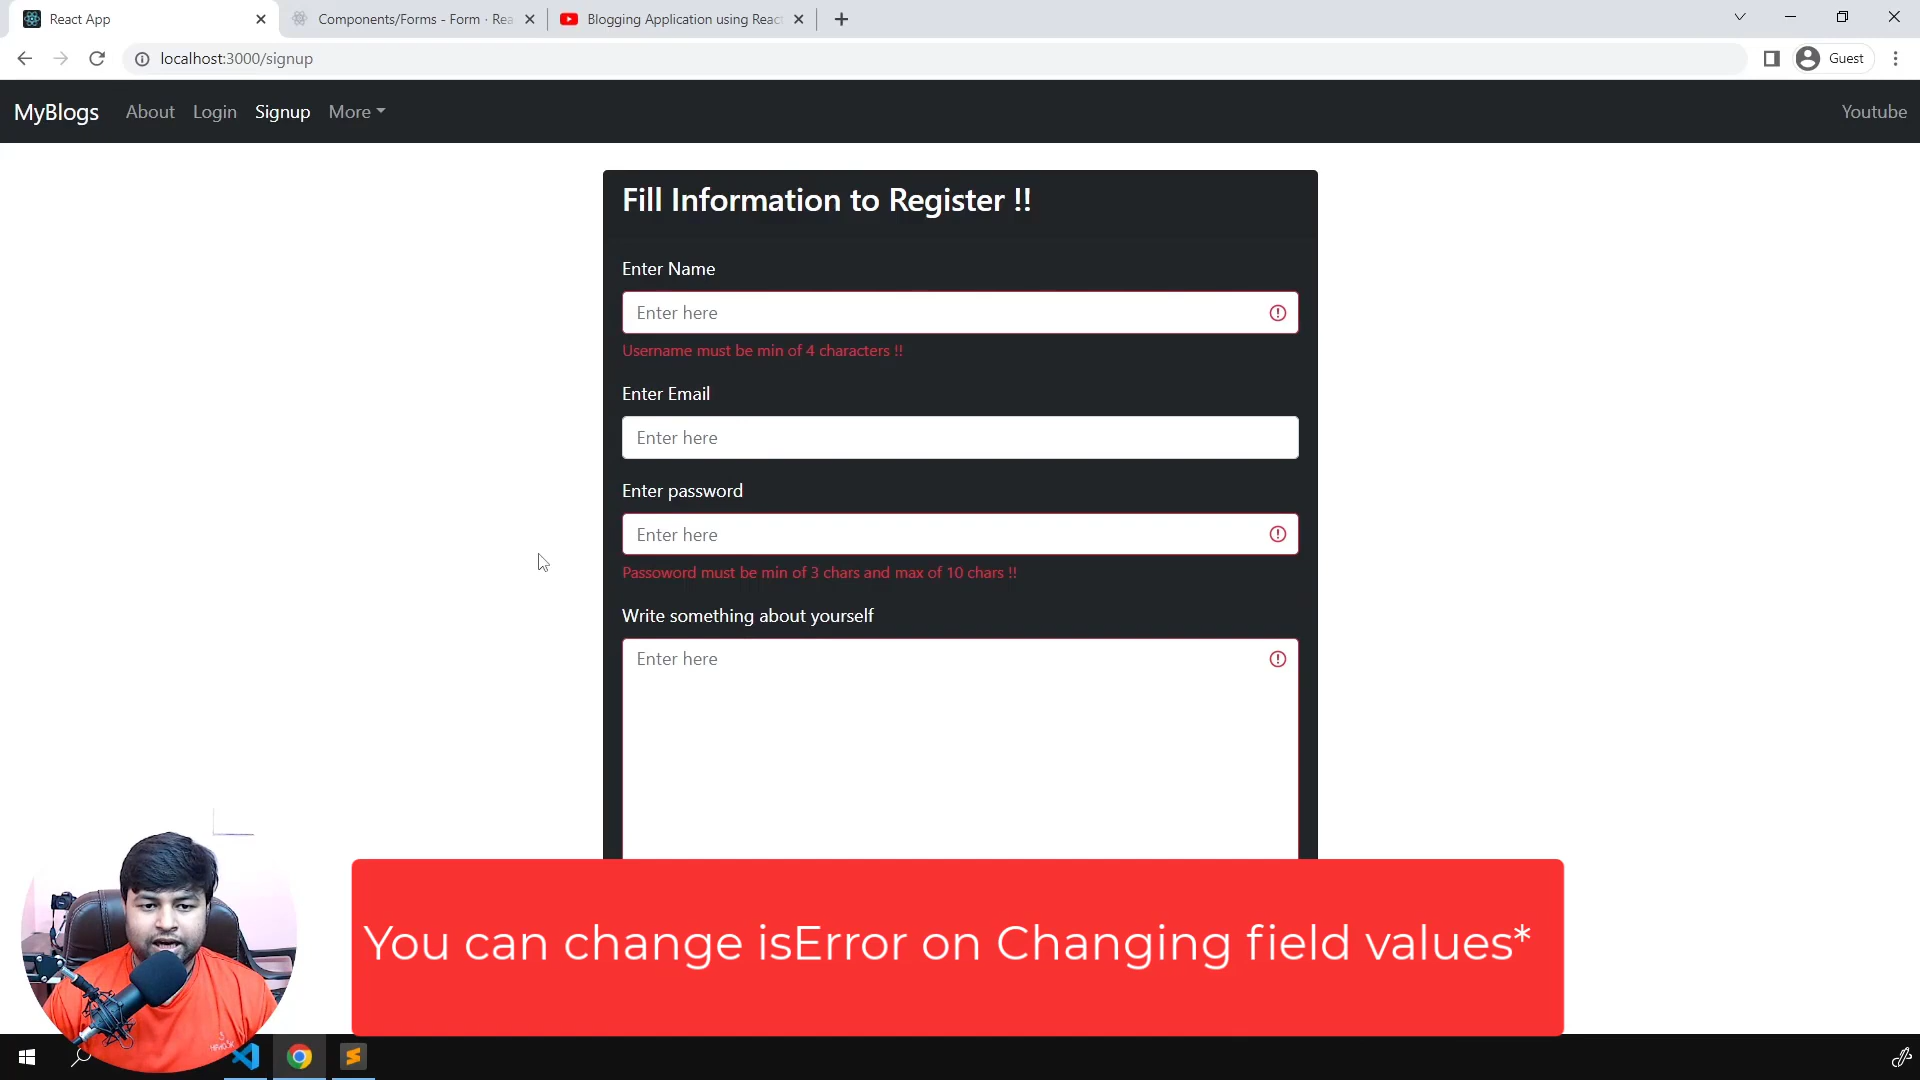 React App
Components/Forms - Form · Rea
Blogging Application using Reac
localhost:3000/signup
Guest
MyBlogs
About
Login
Signup
More
Youtube
Fill Information to Register !!
Enter Name
Enter here
Username must be min of 4 characters !!
Enter Email
Enter here
Enter password
Enter here
Passoword must be min of 3 chars and max of 10 chars !!
Write something about yourself
Enter here
You can change isError on Changing field values*